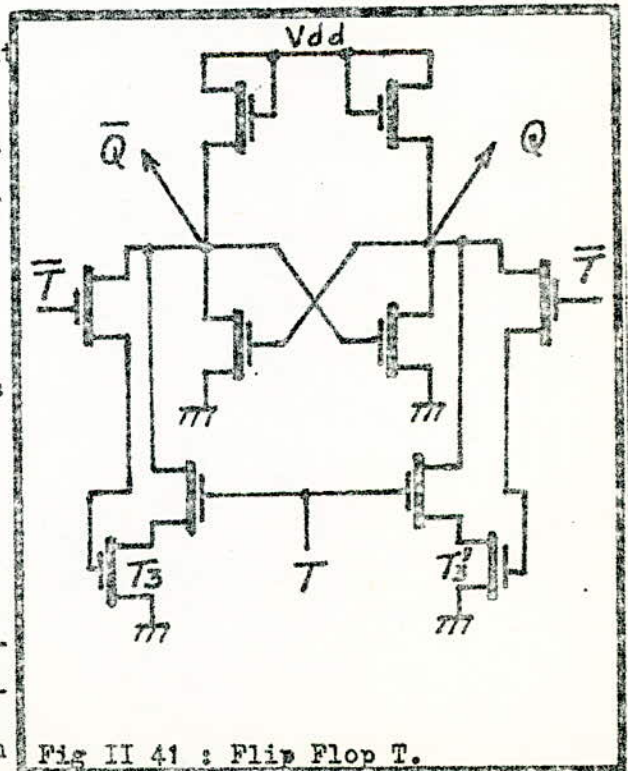 Vdd
Q̅ Q
T̅ T̅
T3 T T3'
Fig II 41 : Flip Flop T.